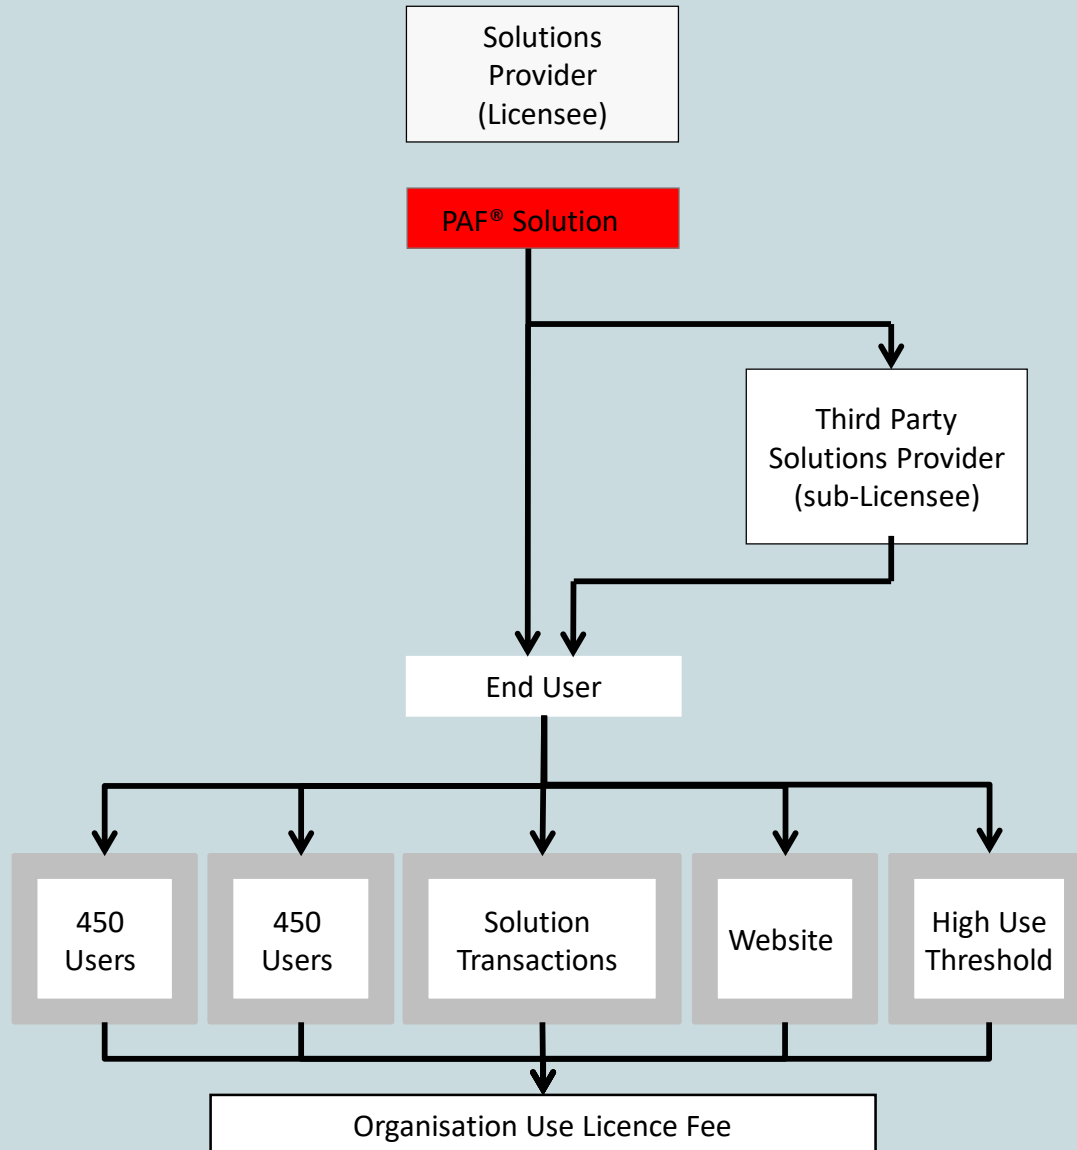 Solutions
Provider
(Licensee)
PAF® Solution
Third Party
Solutions Provider
(sub-Licensee)
End User
450
Users
450
Users
Solution
Transactions
Website
High Use
Threshold
Organisation Use Licence Fee